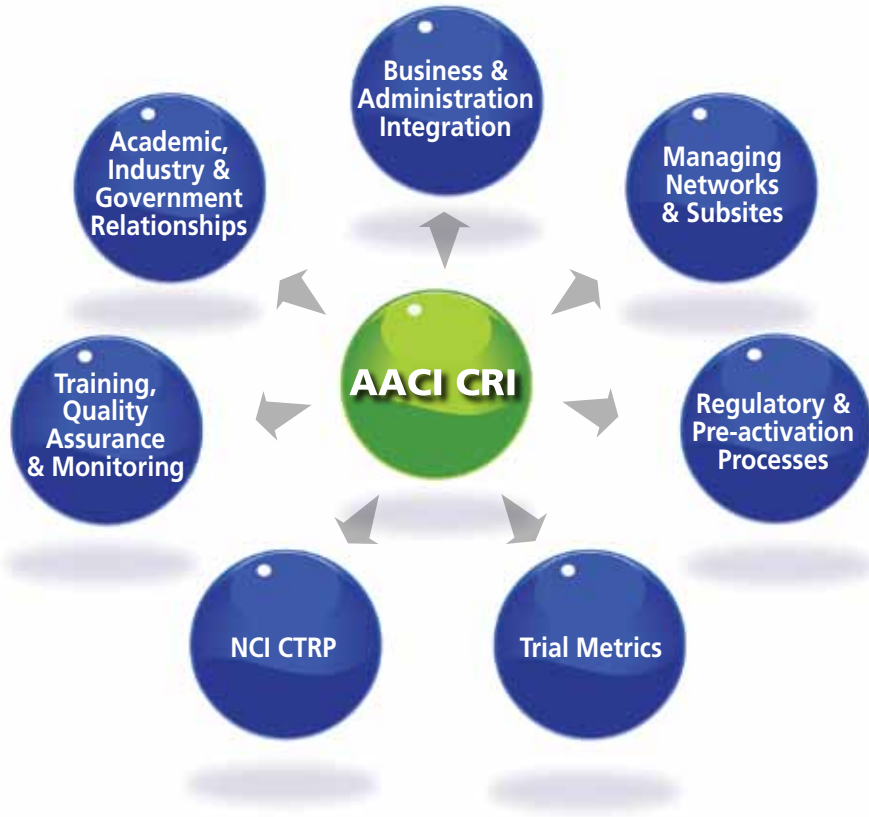 Business &
Administration
Integration
Academic,
Industry &
Government
Relationships
Managing
Networks
& Subsites
AACI CRI
Training,
Quality
Assurance
& Monitoring
Regulatory &
Pre-activation
Processes
NCI CTRP
Trial Metrics